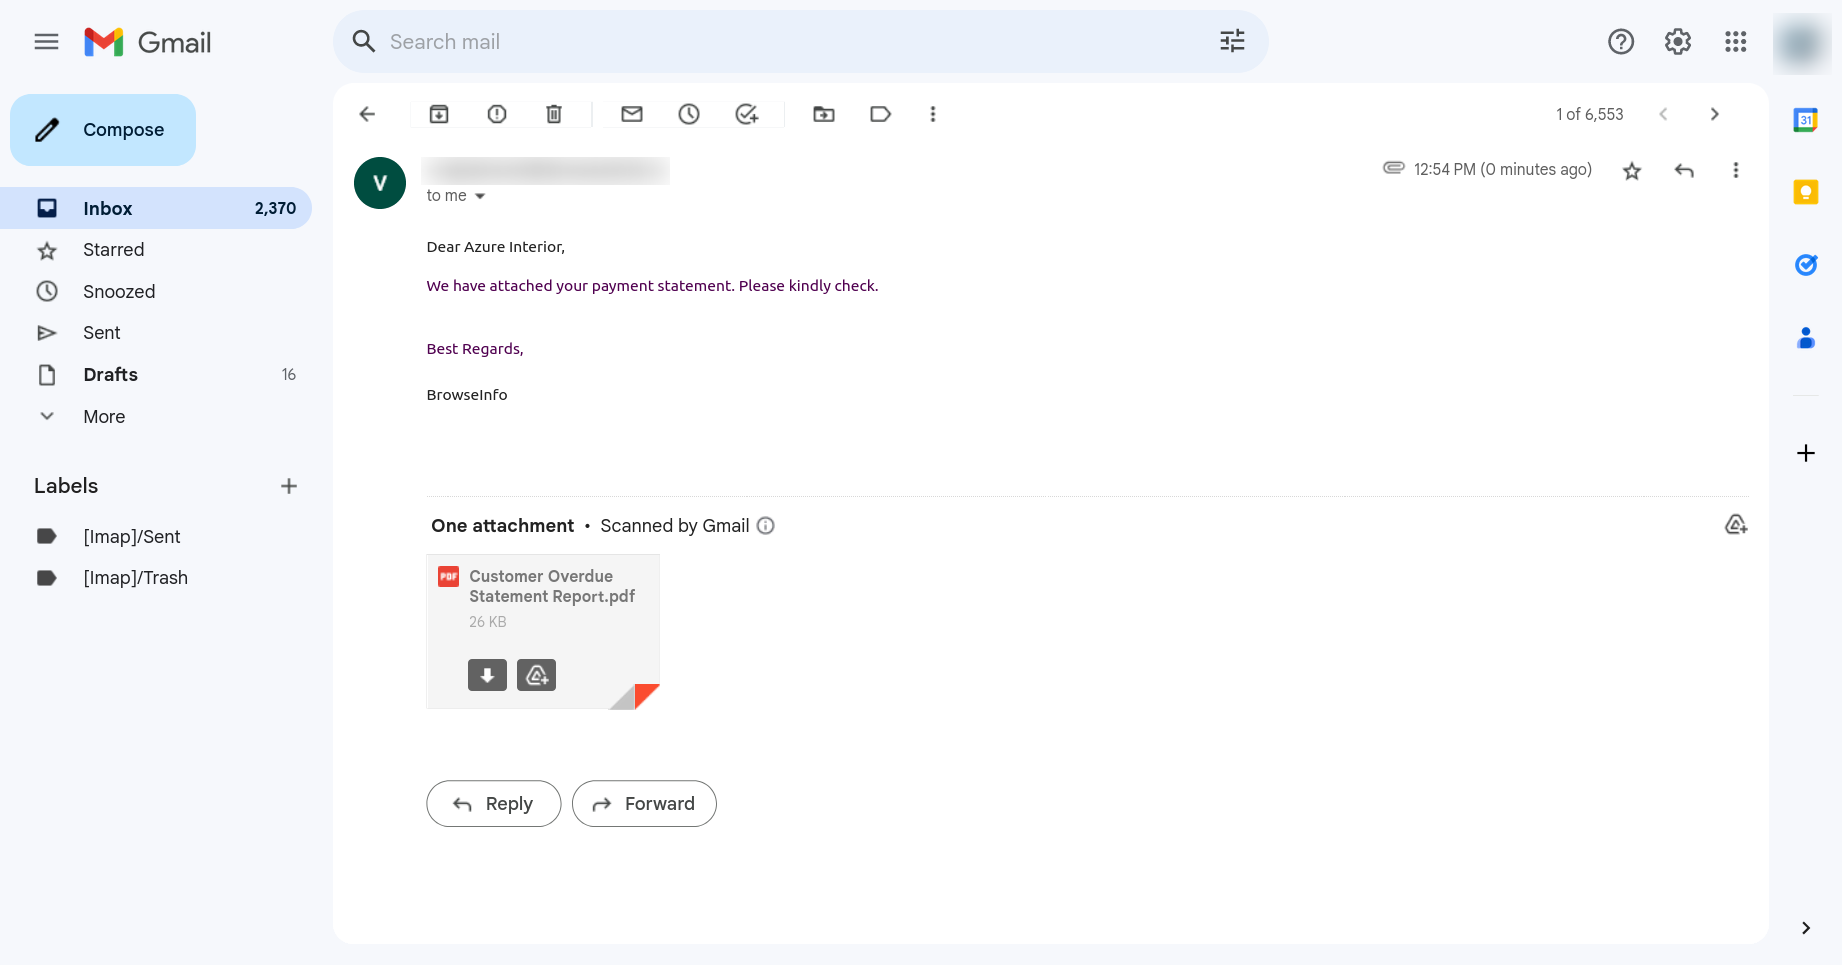 Gmail
Search mail
Compose
1 of 6,553
Inbox 2,370
Starred
Snoozed
Sent
Drafts 16
More
Labels
[Imap]/Sent
[Imap]/Trash
V
12:54 PM (0 minutes ago)
to me
Dear Azure Interior,
We have attached your payment statement. Please kindly check.
Best Regards,
BrowseInfo
One attachment • Scanned by Gmail
PDF
Customer Overdue
Statement Report.pdf
26 KB
Reply
Forward
31